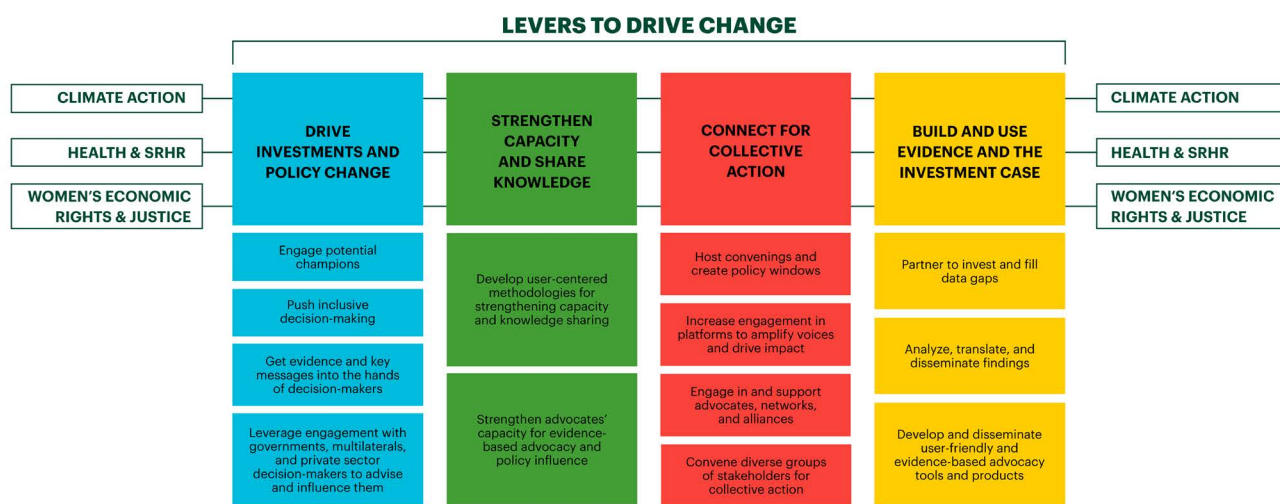 LEVERS TO DRIVE CHANGE
CLIMATE ACTION
HEALTH & SRHR
WOMEN'S ECONOMIC
RIGHTS & JUSTICE
DRIVE
INVESTMENTS AND
POLICY CHANGE
Engage potential
champions
Push inclusive
decision-making
Get evidence and key
messages into the hands
of decision-makers
Leverage engagement with
governments, multilaterals,
and private sector
decision-makers to advise
and influence them
STRENGTHEN
CAPACITY
AND SHARE
KNOWLEDGE
Develop user-centered
methodologies for
strengthening capacity
and knowledge sharing
Strengthen advocates'
capacity for evidence-
based advocacy and
policy influence
CONNECT FOR
COLLECTIVE
ACTION
Host convenings and
create policy windows
Increase engagement in
platforms to amplify voices
and drive impact
Engage in and support
advocates, networks,
and alliances
Convene diverse groups
of stakeholders for
collective action
BUILD AND USE
EVIDENCE AND THE
INVESTMENT CASE
Partner to invest and fill
data gaps
Analyze, translate, and
disseminate findings
Develop and disseminate
user-friendly and
evidence-based advocacy
tools and products
CLIMATE ACTION
HEALTH & SRHR
WOMEN'S ECONOMIC
RIGHTS & JUSTICE